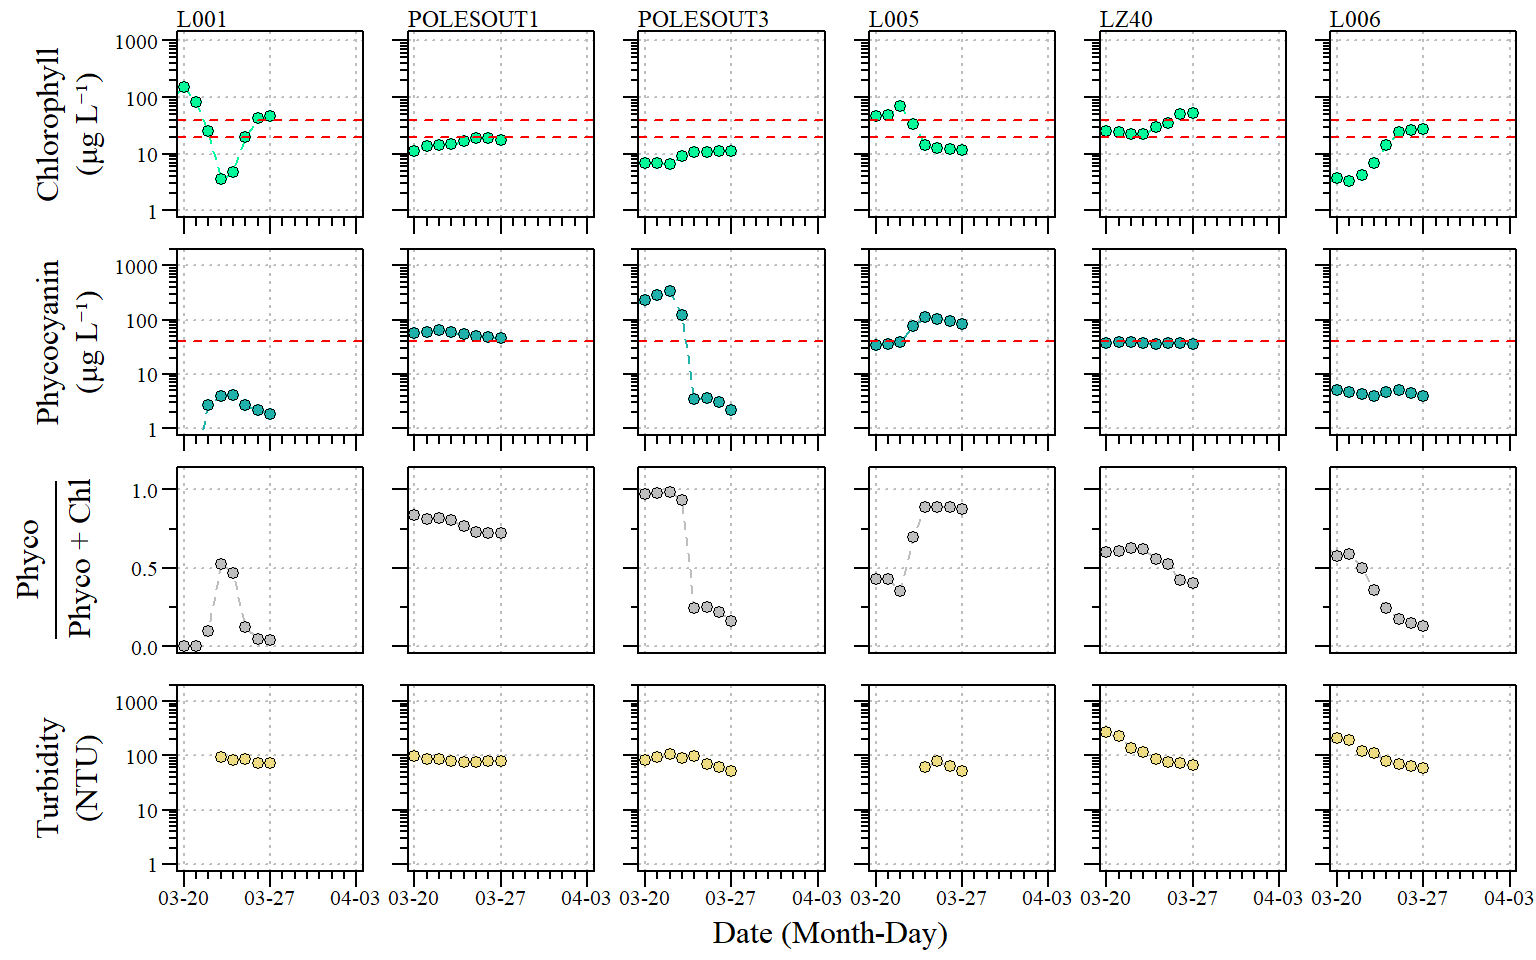 L001 POLESOUT1 POLESOUT3 L005 LZ40 L006
Chlorophyll
(µg L⁻¹)
1000
100
10
1
Phycocyanin
(µg L⁻¹)
1000
100
10
1
Phyco
Phyco + Chl
1.0
0.5
0.0
Turbidity
(NTU)
1000
100
10
1
03-20 03-27 04-03 03-20 03-27 04-03 03-20 03-27 04-03 03-20 03-27 04-03 03-20 03-27 04-03 03-20 03-27 04-03
Date (Month-Day)